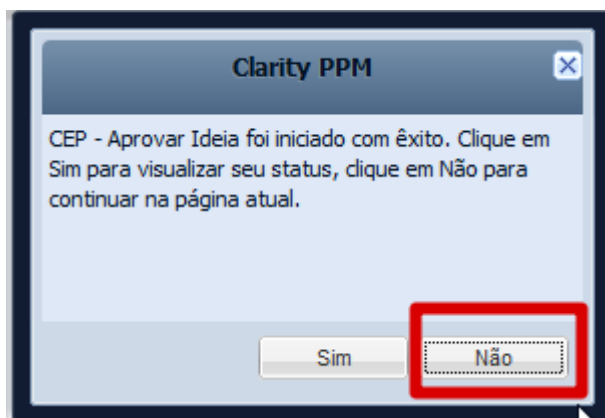 Clarity PPM
CEP - Aprovar Ideia foi iniciado com êxito. Clique em
Sim para visualizar seu status, clique em Não para
continuar na página atual.
Sim
Não